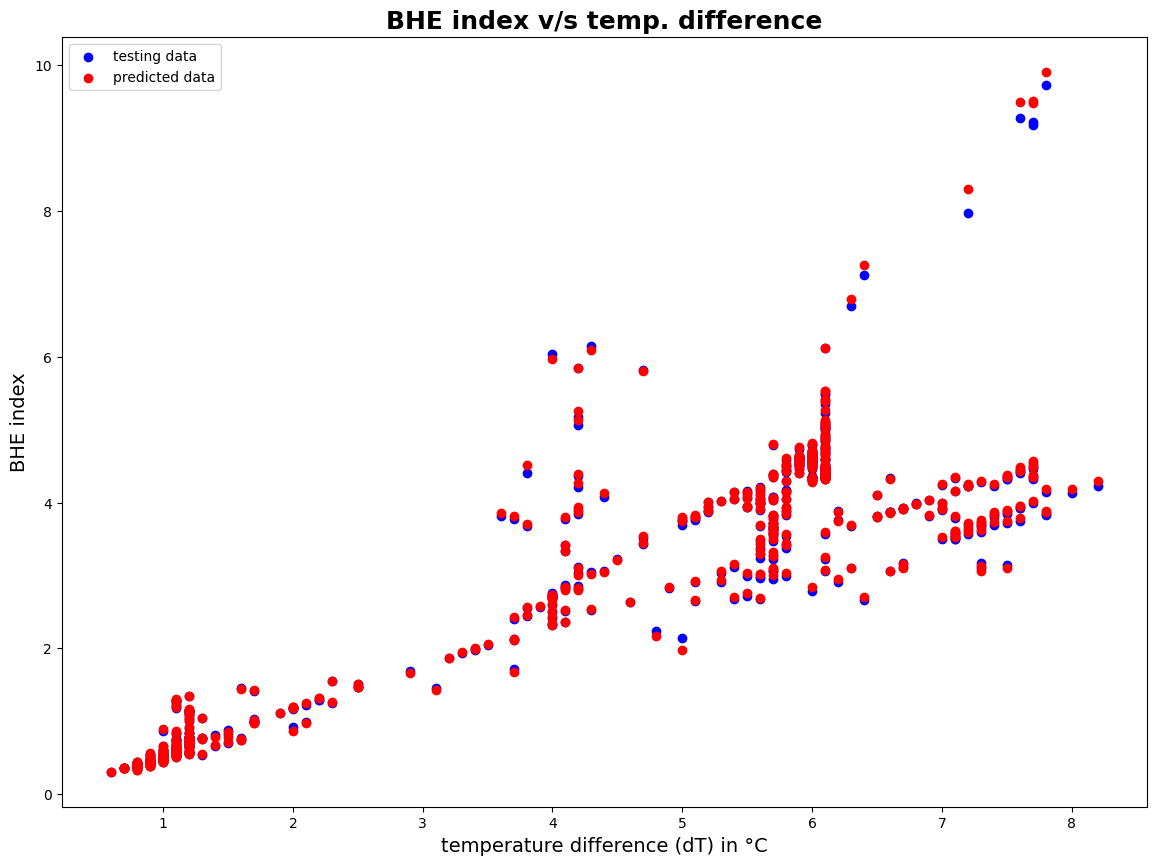 BHE index v/s temp. difference
testing data
predicted data
10
8
6
4
2
0
BHE index
1 2 3 4 5 6 7 8
temperature difference (dT) in °C